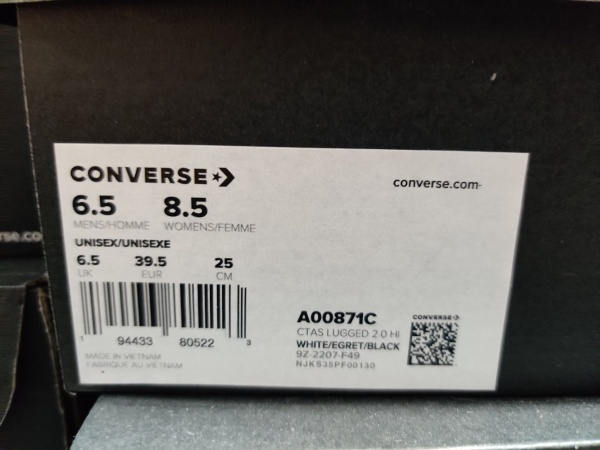 CONVERSE
converse.com
6.5 8.5
MENS/HOMME WOMENS/FEMME
UNISEX/UNISEXE
6.5 39.5 25
UK EUR CM
1 94433 80522 3
MADE IN VIETNAM
FABRIQUÉ AU VIETNAM
A00871C
CTAS LUGGED 2.0 HI
WHITE/EGRET/BLACK
9Z-2207-F49
NJKS35PF00130
CONVERSE
rse.co